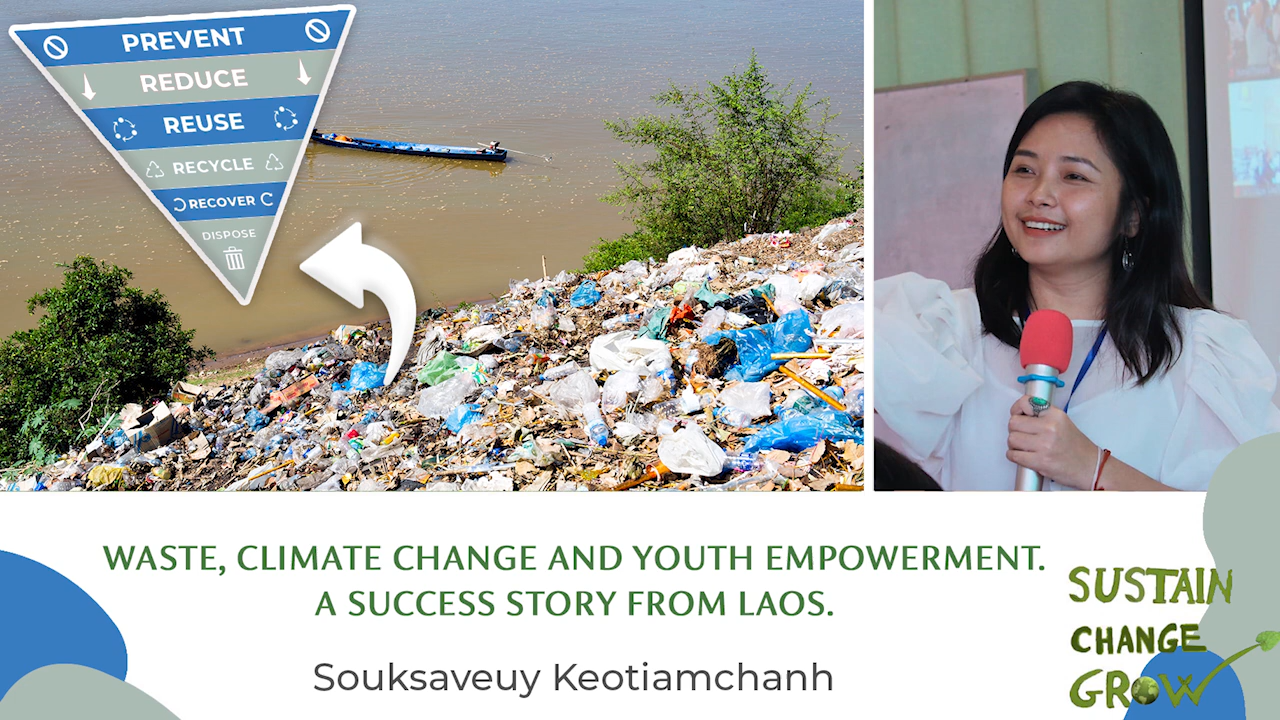 PREVENT
REDUCE
REUSE
RECYCLE
RECOVER
DISPOSE
WASTE, CLIMATE CHANGE AND YOUTH EMPOWERMENT.
A SUCCESS STORY FROM LAOS.
Souksaveuy Keotiamchanh
SUSTAIN
CHANGE
GROW